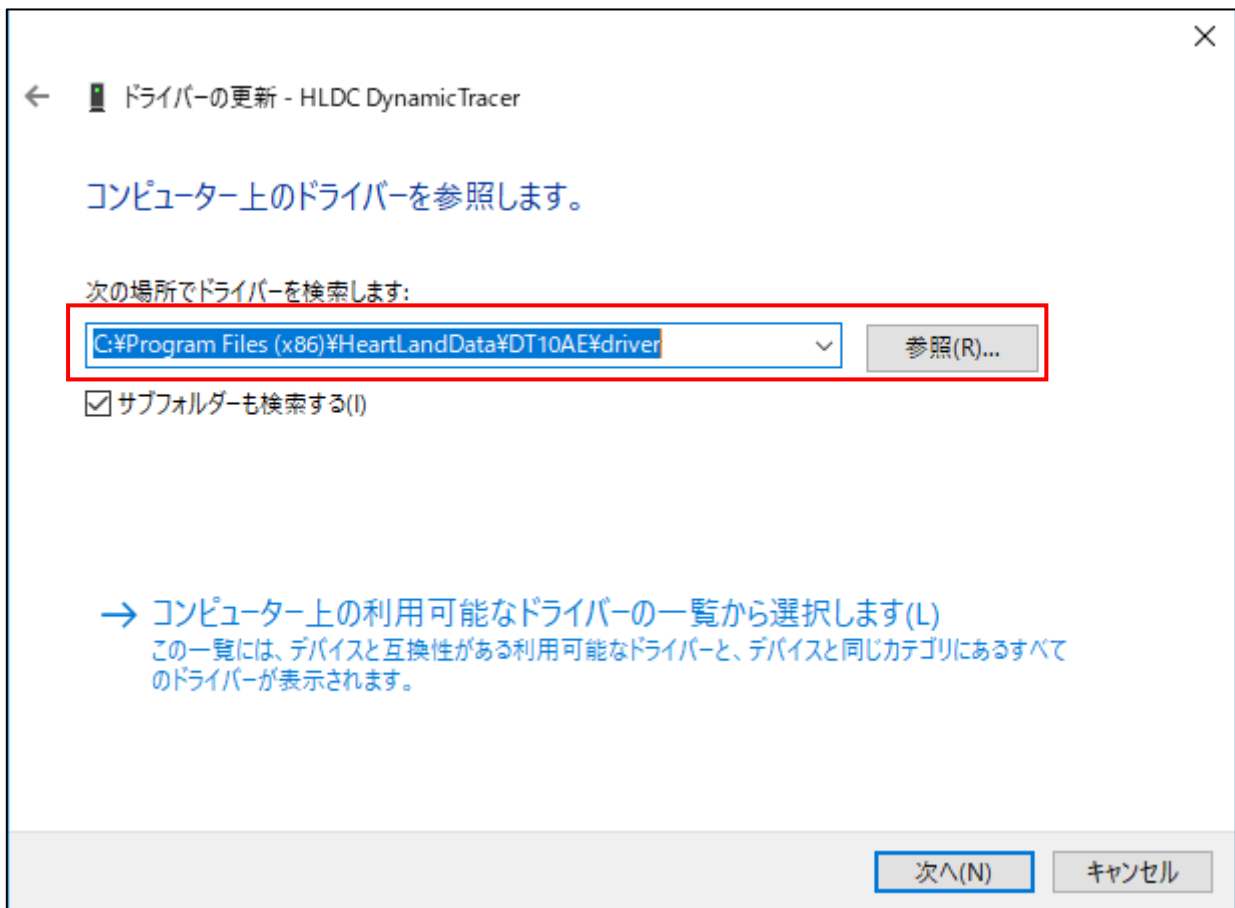 ドライバーの更新 - HLDC DynamicTracer
コンピューター上のドライバーを参照します。
次の場所でドライバーを検索します:
C:¥Program Files (x86)¥HeartLandData¥DT10AE¥driver
参照(R)...
サブフォルダーも検索する(I)
コンピューター上の利用可能なドライバーの一覧から選択します(L)
この一覧には、デバイスと互換性がある利用可能なドライバーと、デバイスと同じカテゴリにあるすべて
のドライバーが表示されます。
次へ(N)
キャンセル